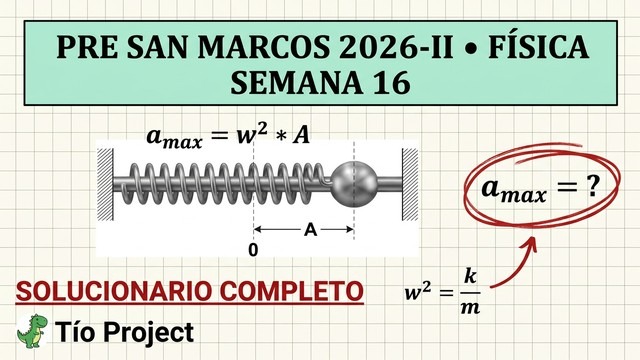 PRE SAN MARCOS 2026-II • FÍSICA
SEMANA 16
a_max = w² * A
a_max = ?
A
0
w² = k/m
SOLUCIONARIO COMPLETO
Tío Project